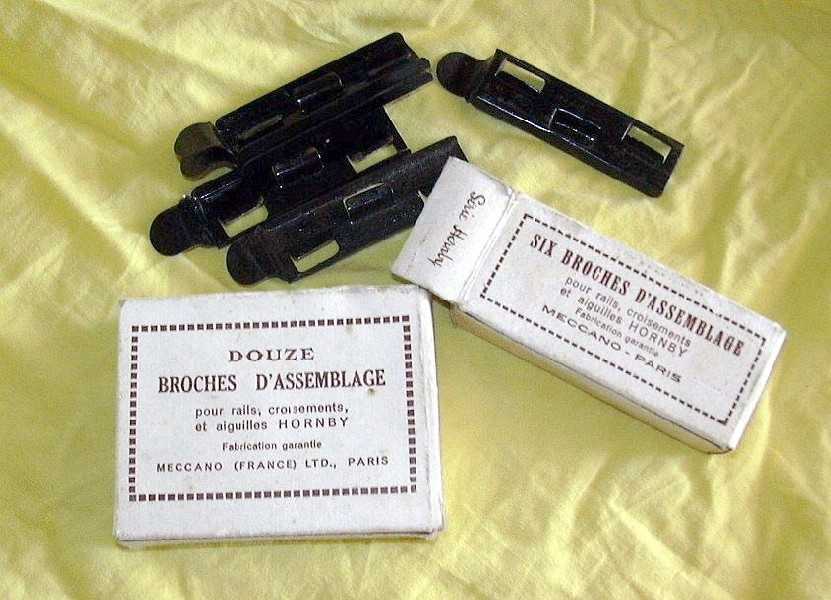 DOUZE
BROCHES D'ASSEMBLAGE
pour rails, croisements,
et aiguilles HORNBY
Fabrication garantie
MECCANO (FRANCE) LTD., PARIS
Série Hornby
SIX BROCHES D'ASSEMBLAGE
pour rails, croisements
et aiguilles HORNBY
Fabrication garantie
MECCANO - PARIS